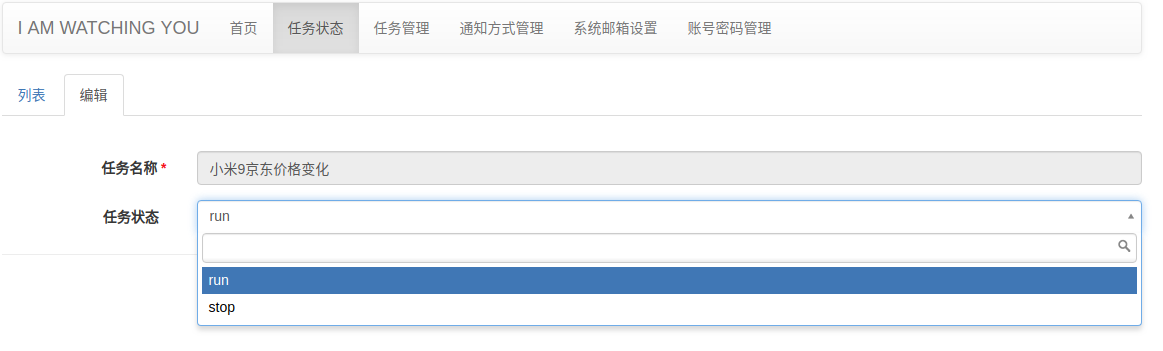 I AM WATCHING YOU 首页 任务状态 任务管理 通知方式管理 系统邮箱设置 账号密码管理
列表 编辑
任务名称 * 小米9京东价格变化
任务状态 run
run
stop